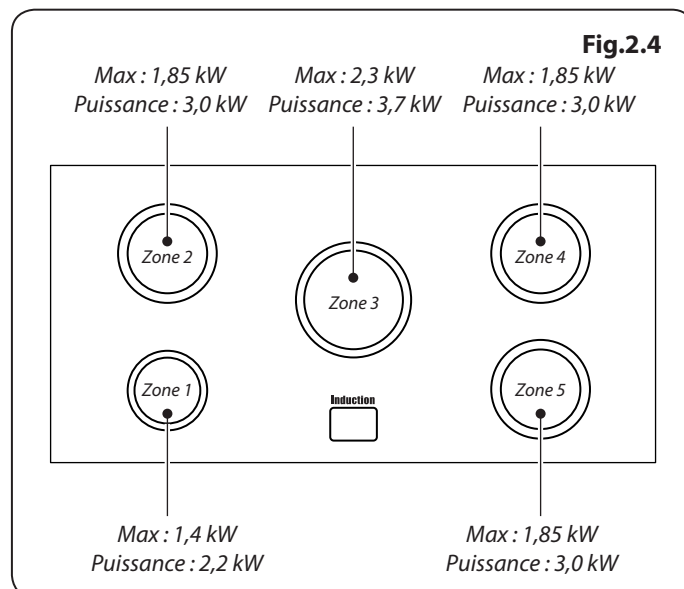 Fig.2.4
Max : 1,85 kW
Puissance : 3,0 kW
Max : 2,3 kW
Puissance : 3,7 kW
Max : 1,85 kW
Puissance : 3,0 kW
Zone 2
Zone 3
Zone 4
Zone 1
Induction
Zone 5
Max : 1,4 kW
Puissance : 2,2 kW
Max : 1,85 kW
Puissance : 3,0 kW